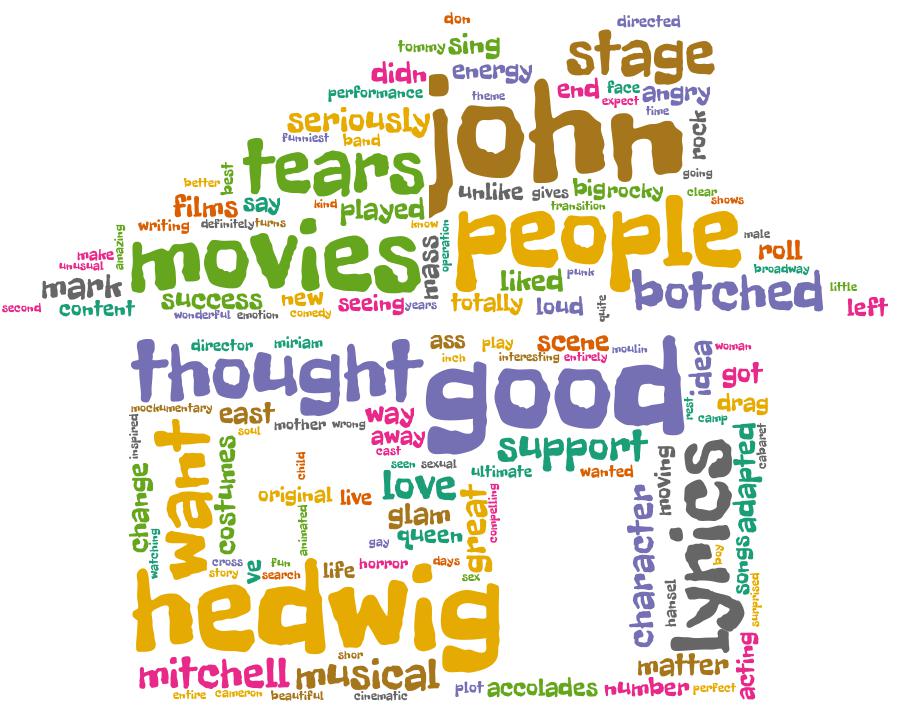 don
directed
tommy sing
stage
didn energy
end face
performance theme expect angry
john
time
seriously
funniest band
rock
tears
going
better best
unlike gives big rocky clear
films say kind played
transition shows
writing definitely turns know
people
male
make amazing
movies
mass operation
roll
unusual
liked punk
broadway
mark
botched
little
success new seeing years totally loud quite
left
second content
wonderful emotion comedy
director miriam
ass play scene
moulin
idea woman
thought
inch interesting entirely
good
got
mockumentary east mother wrong way
rest drag
soul
camp
inspired
away
cast
support
want
costumes
child
seen sexual
ultimate wanted
moving
lyrics
adapted
cabaret
change
love
original live
great compelling
glam
animated
queen
character
watching
gay
boy songs
cross fun
horror days
story ve search life
sex
hansel
surprised
hedwig
acting
shor
mitchell musical
matter
entire cameron beautiful cinematic
plot accolades number perfect